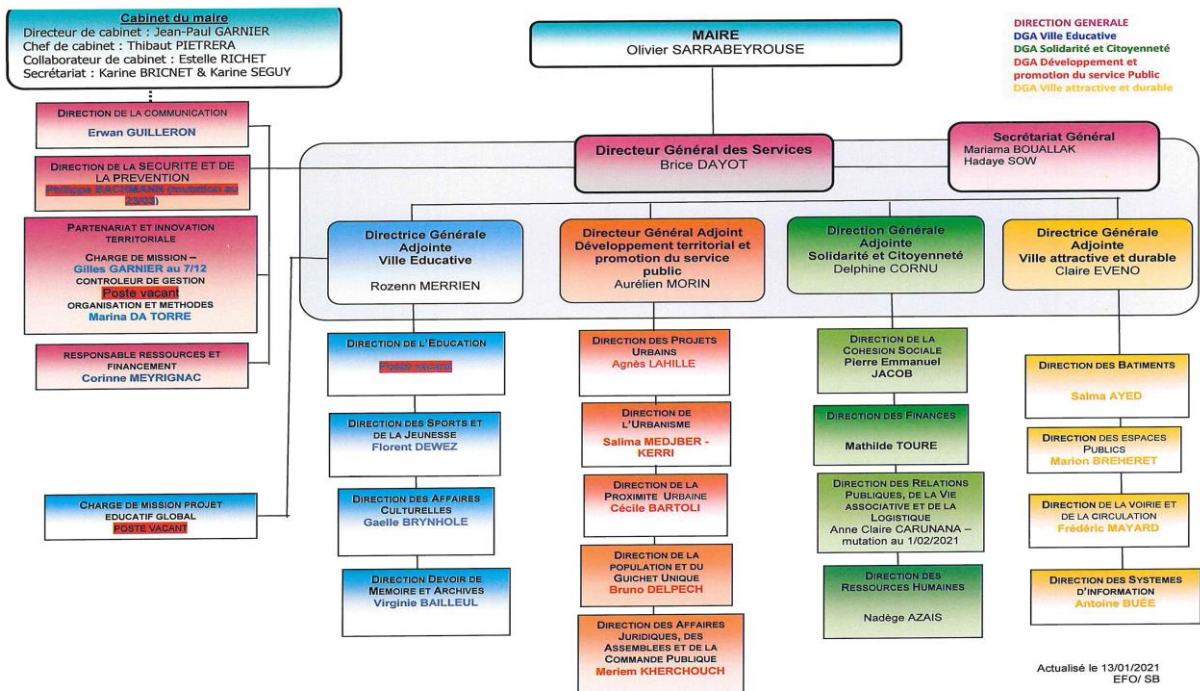 Cabinet du maire
Directeur de cabinet : Jean-Paul GARNIER
Chef de cabinet : Thibaut PIETRERA
Collaborateur de cabinet : Estelle RICHET
Secrétariat : Karine BRICNET & Karine SEGUY
MAIRE
Olivier SARRABEYROUSE
DIRECTION GENERALE
DGA Ville Educative
DGA Solidarité et Citoyenneté
DGA Développement et
promotion du service Public
DGA Ville attractive et durable
DIRECTION DE LA COMMUNICATION
Erwan GUILLERON
DIRECTION DE LA SECURITE ET DE
LA PREVENTION
Philippe BACHMANN (mutation au
23/03)
PARTENARIAT ET INNOVATION
TERRITORIALE
CHARGE DE MISSION –
Gilles GARNIER au 7/12
CONTROLEUR DE GESTION
Poste vacant
ORGANISATION ET METHODES
Marina DA TORRE
RESPONSABLE RESSOURCES ET
FINANCEMENT
Corinne MEYRIGNAC
CHARGE DE MISSION PROJET
EDUCATIF GLOBAL
POSTE VACANT
Directeur Général des Services
Brice DAYOT
Secrétariat Général
Mariama BOUALLAK
Hadaye SOW
Directrice Générale
Adjointe
Ville Educative
Rozenn MERRIEN
Directeur Général Adjoint
Développement territorial et
promotion du service
public
Aurélien MORIN
Direction Générale
Adjointe
Solidarité et Citoyenneté
Delphine CORNU
Directrice Générale
Adjointe
Ville attractive et durable
Claire EVENO
DIRECTION DE L'EDUCATION
Poste vacant
DIRECTION DES SPORTS ET
DE LA JEUNESSE
Florent DEWEZ
DIRECTION DES AFFAIRES
CULTURELLES
Gaelle BRYNHOLE
DIRECTION DEVOIR DE
MEMOIRE ET ARCHIVES
Virginie BAILLEUL
DIRECTION DES PROJETS
URBAINS
Agnès LAHILLE
DIRECTION DE
L'URBANISME
Salima MEDJBER -
KERRI
DIRECTION DE LA
PROXIMITE URBAINE
Cécile BARTOLI
DIRECTION DE LA
POPULATION ET DU
GUICHET UNIQUE
Bruno DELPECH
DIRECTION DES AFFAIRES
JURIDIQUES, DES
ASSEMBLEES ET DE LA
COMMANDE PUBLIQUE
Meriem KHERCHOUCH
DIRECTION DE LA
COHESION SOCIALE
Pierre Emmanuel
JACOB
DIRECTION DES FINANCES
Mathilde TOURE
DIRECTION DES RELATIONS
PUBLIQUES, DE LA VIE
ASSOCIATIVE ET DE LA
LOGISTIQUE
Anne Claire CARUNANA –
mutation au 1/02/2021
DIRECTION DES
RESSOURCES HUMAINES
Nadège AZAIS
DIRECTION DES BATIMENTS
Salma AYED
DIRECTION DES ESPACES
PUBLICS
Marion BREHERET
DIRECTION DE LA VOIRIE ET
DE LA CIRCULATION
Frédéric MAYARD
DIRECTION DES SYSTEMES
D'INFORMATION
Antoine BUÉE
Actualisé le 13/01/2021
EFO/ SB